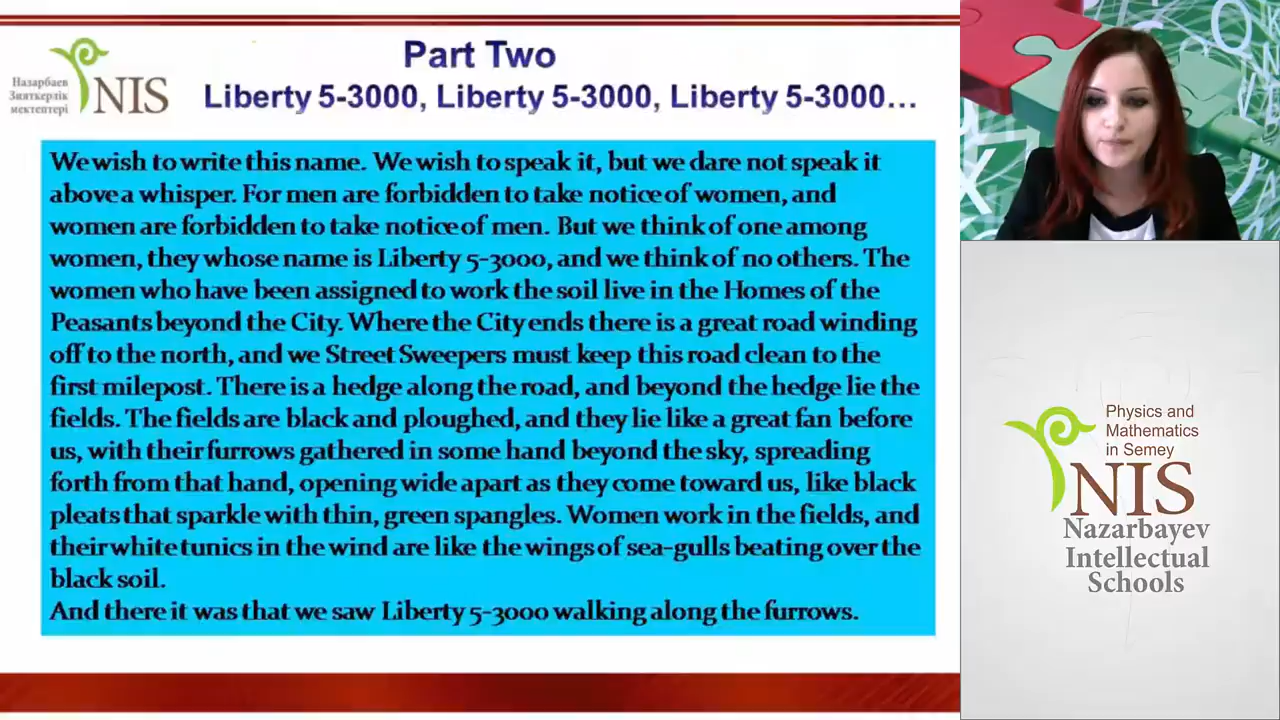 Part Two
Liberty 5-3000, Liberty 5-3000, Liberty 5-3000...
Назарбаев
Зияткерлік
мектептері
NIS
We wish to write this name. We wish to speak it, but we dare not speak it
above a whisper. For men are forbidden to take notice of women, and
women are forbidden to take notice of men. But we think of one among
women, they whose name is Liberty 5-3000, and we think of no others. The
women who have been assigned to work the soil live in the Homes of the
Peasants beyond the City. Where the City ends there is a great road winding
off to the north, and we Street Sweepers must keep this road clean to the
first milepost. There is a hedge along the road, and beyond the hedge lie the
fields. The fields are black and ploughed, and they lie like a great fan before
us, with their furrows gathered in some hand beyond the sky, spreading
forth from that hand, opening wide apart as they come toward us, like black
pleats that sparkle with thin, green spangles. Women work in the fields, and
their white tunics in the wind are like the wings of sea-gulls beating over the
black soil.
And there it was that we saw Liberty 5-3000 walking along the furrows.
Physics and
Mathematics
in Semey
NIS
Nazarbayev
Intellectual
Schools